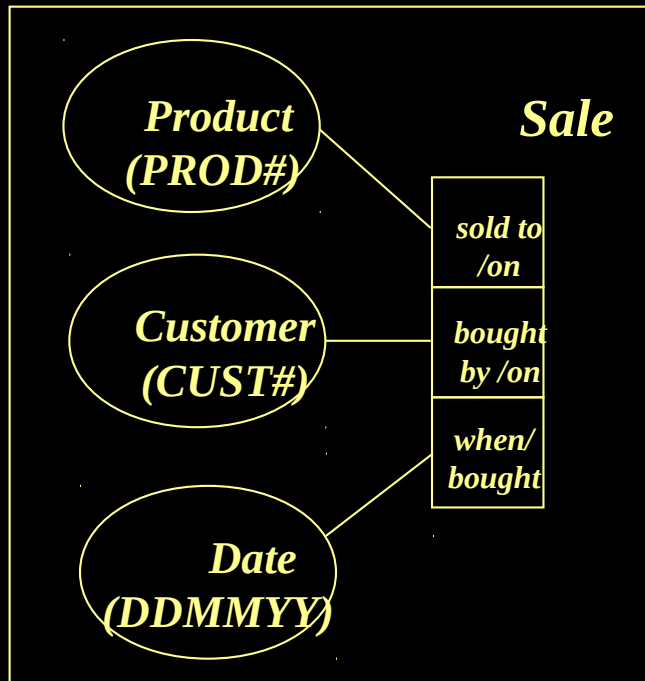 Product
(PROD#)
Sale
sold to
/on
Customer
(CUST#)
bought
by /on
when/
bought
Date
(DDMMYY)